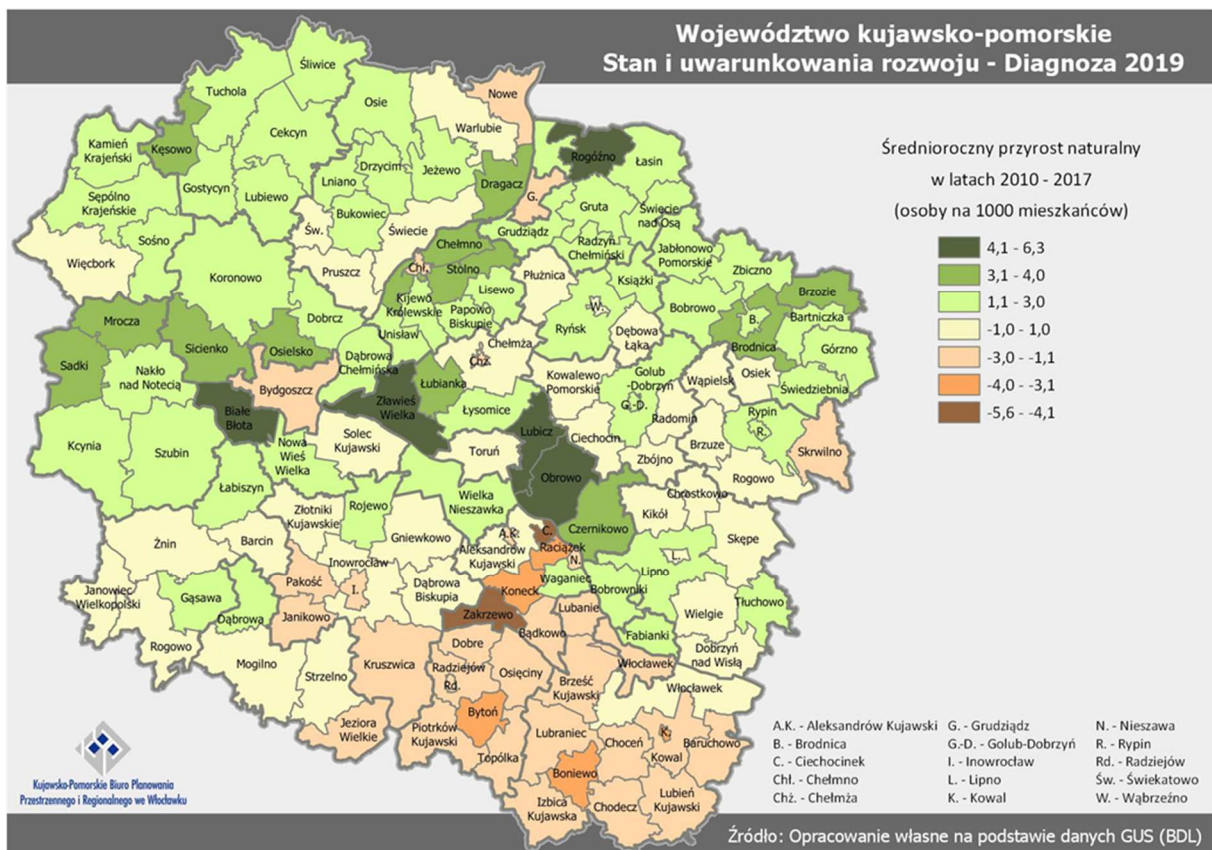 Województwo kujawsko-pomorskie
Stan i uwarunkowania rozwoju - Diagnoza 2019
Średnioroczny przyrost naturalny
w latach 2010 - 2017
(osoby na 1000 mieszkańców)
4,1 - 6,3
3,1 - 4,0
1,1 - 3,0
-1,0 - 1,0
-3,0 - -1,1
-4,0 - -3,1
-5,6 - -4,1
Śliwice
Tuchola
Osie
Nowe
Warlubie
Cekcyn
Kamień
Krajeński
Kęsowo
Rogóźno
Łasin
Drzycim
Jeżewo
Lniano
Dragacz
Gostycyn
Lubiewo
Sępólno
Krajeńskie
G.
Gruta
Bukowiec
Świecie
nad Osą
Sośno
Św.
Świecie
Grudziądz
Radzyń
Chełmiński
Jabłonowo
Pomorskie
Więcbork
Chełmno
Pruszcz
Chł.
Stolno
Płużnica
Zbiczno
Koronowo
Książki
Lisewo
Brzozie
Kijewo
Królewskie
W.
Bobrowo
Papowo
Biskupie
Bartniczka
Mrocza
Dobrcz
B.
Unisław
Ryńsk
Dębowa
Łąka
Brodnica
Sicienko
Osielsko
Chełmża
Górzno
Dąbrowa
Chełmińska
Chż.
Sadki
Nakło
nad Notecią
Kowalewo
Pomorskie
Golub
-Dobrzyń
Wąpielsk
Osiek
Łubianka
Świedziebnia
Bydgoszcz
Zławieś
Wielka
G.-D.
Białe
Błota
Łysomice
Radomin
Rypin
R.
Lubicz
Solec
Kujawski
Ciechocin
Brzuze
Kcynia
Szubin
Nowa
Wieś
Wielka
Toruń
Zbójno
Skrwilno
Obrowo
Rogowo
Łabiszyn
Wielka
Nieszawka
Chrostkowo
Rojewo
Kikół
Złotniki
Kujawskie
Czernikowo
Gniewkowo
A.K.
C.
Skępe
Żnin
Barcin
Aleksandrów
Kujawski
Raciążek
N.
L.
Inowrocław
Lipno
Waganiec
Pakość
Dąbrowa
Biskupia
Bobrowniki
I.
Koneck
Janowiec
Wielkopolski
Gąsawa
Lubanie
Tłuchowo
Dąbrowa
Janikowo
Zakrzewo
Wielgie
Bądkowo
Fabianki
Rogowo
Dobre
Dobrzyń
nad Wisłą
Mogilno
Kruszwica
Włocławek
Strzelno
Radziejów
Osięciny
Rd.
Brześć
Kujawski
Włocławek
Bytoń
Jeziora
Wielkie
Piotrków
Kujawski
Lubraniec
K.
Choceń
Baruchowo
Kowal
Topólka
Boniewo
Izbica
Kujawska
Lubień
Kujawski
Chodecz
A.K. - Aleksandrów Kujawski
B. - Brodnica
C. - Ciechocinek
Chł. - Chełmno
Chż. - Chełmża
G. - Grudziądz
G.-D. - Golub-Dobrzyń
I. - Inowrocław
L. - Lipno
K. - Kowal
N. - Nieszawa
R. - Rypin
Rd. - Radziejów
Św. - Świekatowo
W. - Wąbrzeźno
Kujawsko-Pomorskie Biuro Planowania
Przestrzennego i Regionalnego we Włocławku
Źródło: Opracowanie własne na podstawie danych GUS (BDL)